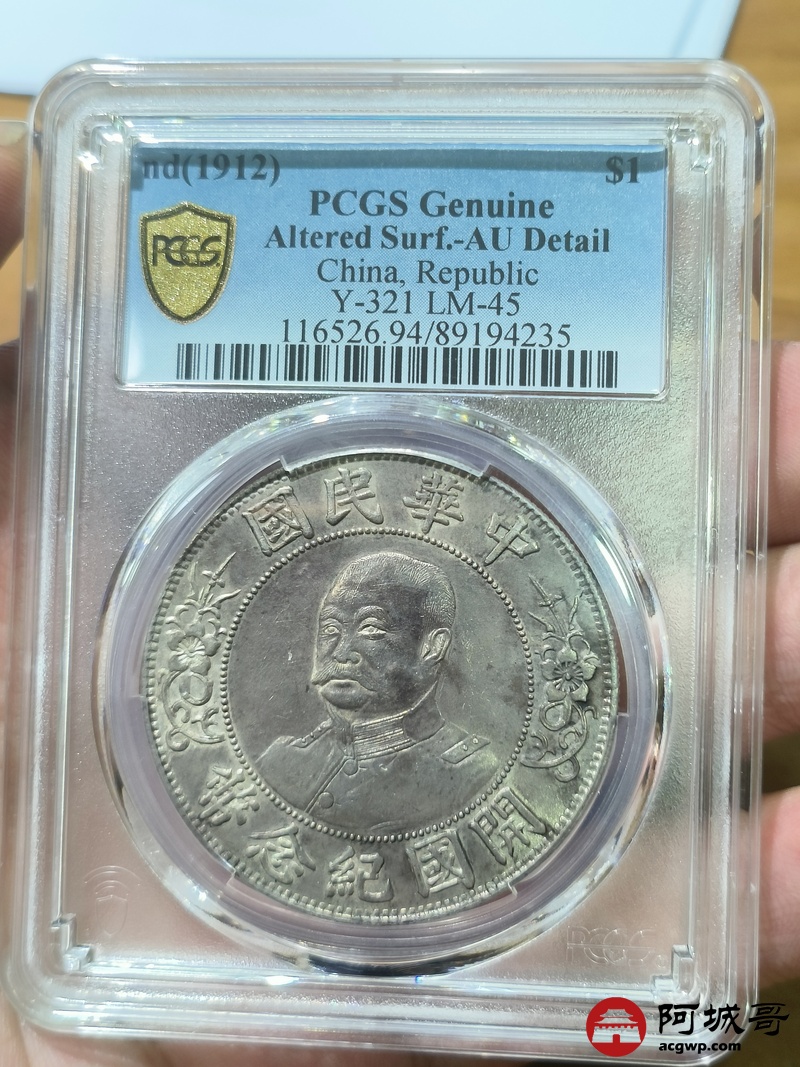 nd(1912) $1
PCGS Genuine
PCGS
Altered Surf.-AU Detail
China, Republic
Y-321 LM-45
116526.94/89194235
國民華中
幣念紀國開
PCGS
阿城哥
acgwp.com